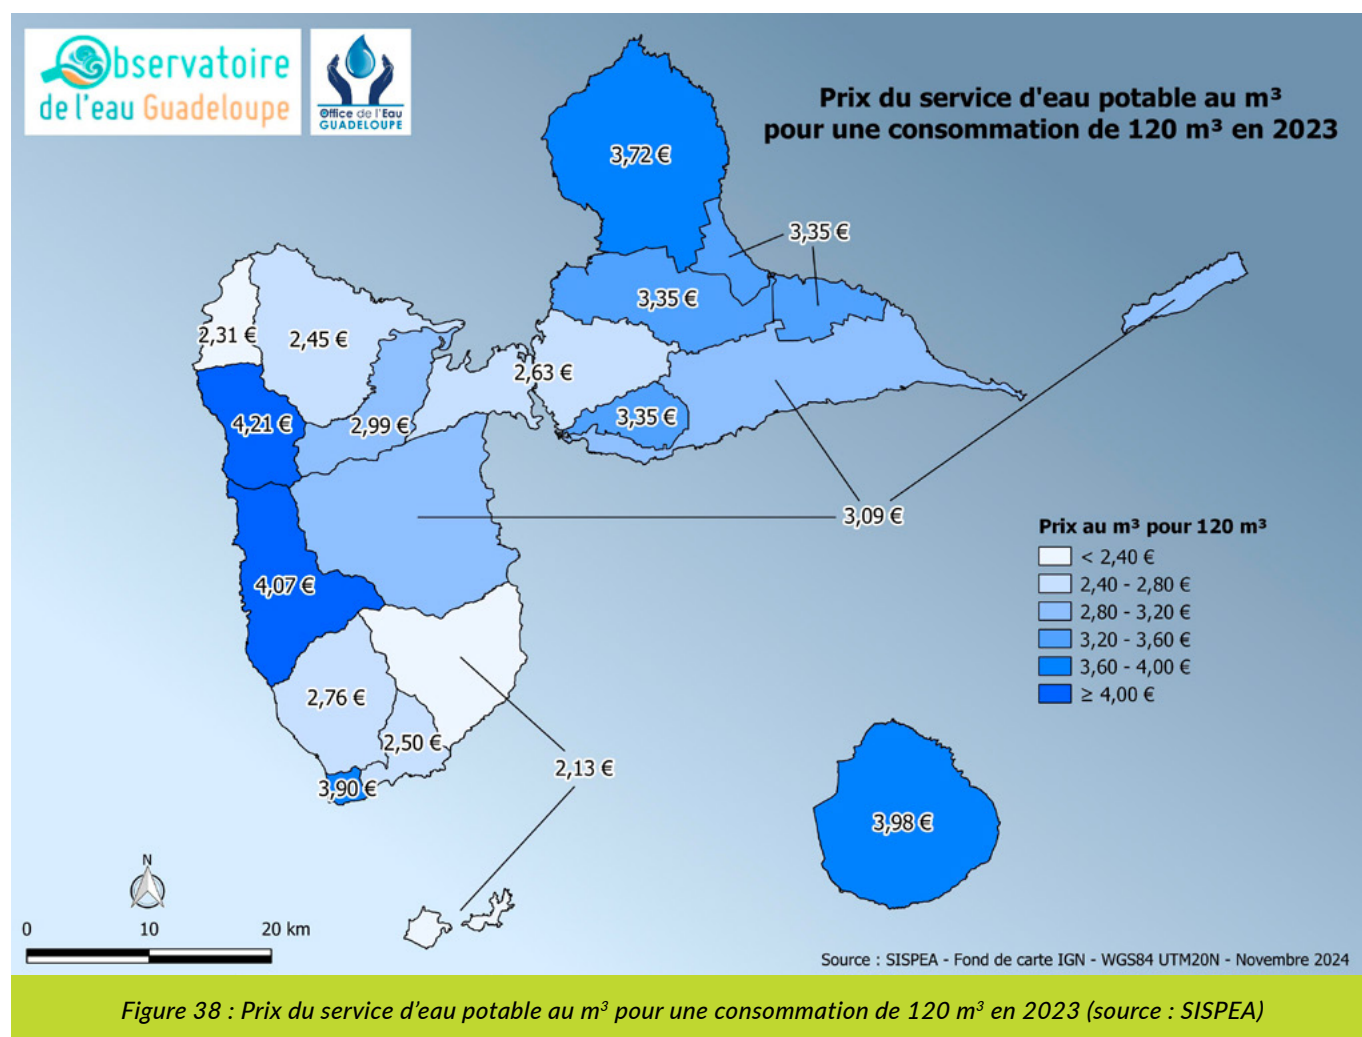 Observatoire
de l'eau Guadeloupe
Office de l'Eau
GUADELOUPE
Prix du service d'eau potable au m³
pour une consommation de 120 m³ en 2023
3,72 €
3,35 €
3,35 €
2,31 €
2,45 €
2,63 €
4,21 €
2,99 €
3,35 €
3,09 €
4,07 €
2,76 €
2,50 €
3,90 €
2,13 €
3,98 €
Prix au m³ pour 120 m³
< 2,40 €
2,40 - 2,80 €
2,80 - 3,20 €
3,20 - 3,60 €
3,60 - 4,00 €
≥ 4,00 €
N
0 10 20 km
Source : SISPEA - Fond de carte IGN - WGS84 UTM20N - Novembre 2024
Figure 38 : Prix du service d'eau potable au m³ pour une consommation de 120 m³ en 2023 (source : SISPEA)